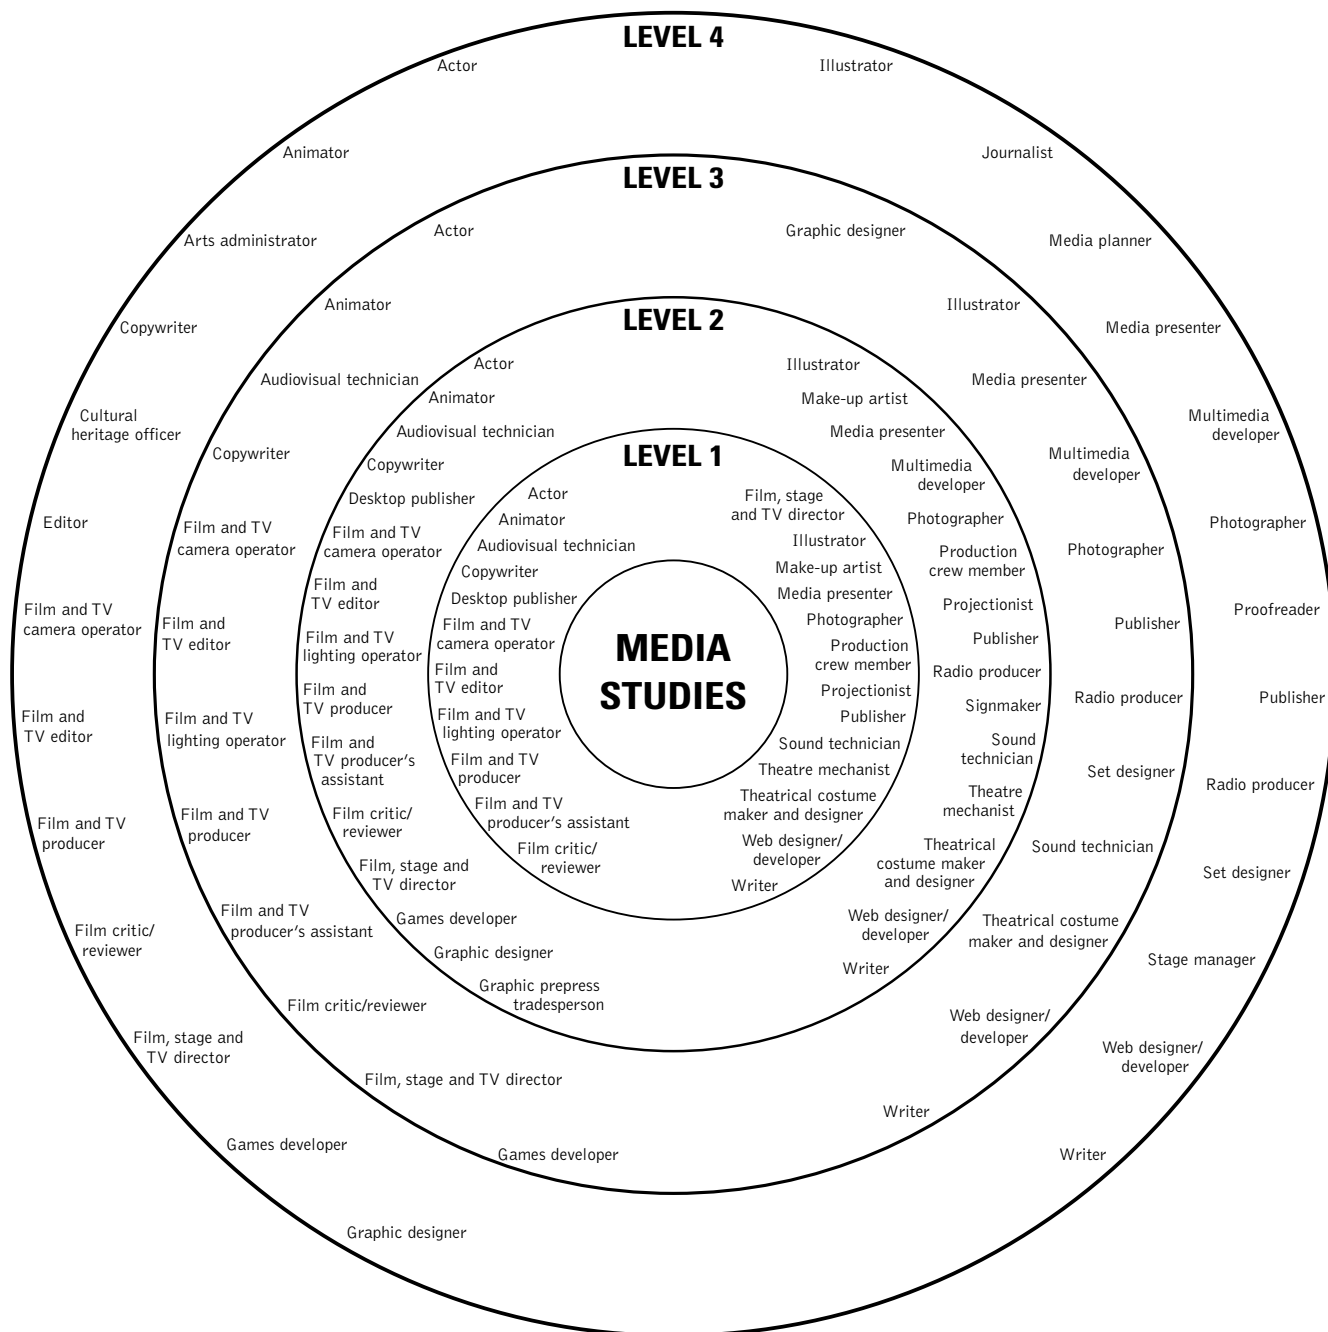 LEVEL 4
Actor
Animator
Arts administrator
Copywriter
Cultural
heritage officer
Editor
Film and TV
camera operator
Film and
TV editor
Film and TV
producer
Film critic/
reviewer
Film, stage and
TV director
Games developer
Graphic designer
Illustrator
Journalist
Media planner
Media presenter
Multimedia
developer
Photographer
Proofreader
Publisher
Radio producer
Set designer
Stage manager
Web designer/
developer
Writer
LEVEL 3
Actor
Animator
Audiovisual technician
Copywriter
Film and TV
camera operator
Film and
TV editor
Film and TV
lighting operator
Film and TV
producer
Film and TV
producer's assistant
Film critic/reviewer
Film, stage and TV director
Games developer
Graphic designer
Illustrator
Media presenter
Multimedia
developer
Photographer
Publisher
Radio producer
Set designer
Sound technician
Theatrical costume
maker and designer
Web designer/
developer
Writer
LEVEL 2
Actor
Animator
Audiovisual technician
Copywriter
Desktop publisher
Film and TV
camera operator
Film and
TV editor
Film and TV
lighting operator
Film and
TV producer
Film and
TV producer's
assistant
Film critic/
reviewer
Film, stage and
TV director
Games developer
Graphic designer
Graphic prepress
tradesperson
Illustrator
Make-up artist
Media presenter
Multimedia
developer
Photographer
Production
crew member
Projectionist
Publisher
Radio producer
Signmaker
Sound
technician
Theatre
mechanist
Theatrical
costume maker
and designer
Web designer/
developer
Writer
LEVEL 1
Actor
Animator
Audiovisual technician
Copywriter
Desktop publisher
Film and TV
camera operator
Film and
TV editor
Film and TV
lighting operator
Film and TV
producer
Film and TV
producer's assistant
Film critic/
reviewer
Film, stage
and TV director
Illustrator
Make-up artist
Media presenter
Photographer
Production
crew member
Projectionist
Publisher
Sound technician
Theatre mechanist
Theatrical costume
maker and designer
Web designer/
developer
Writer
MEDIA
STUDIES